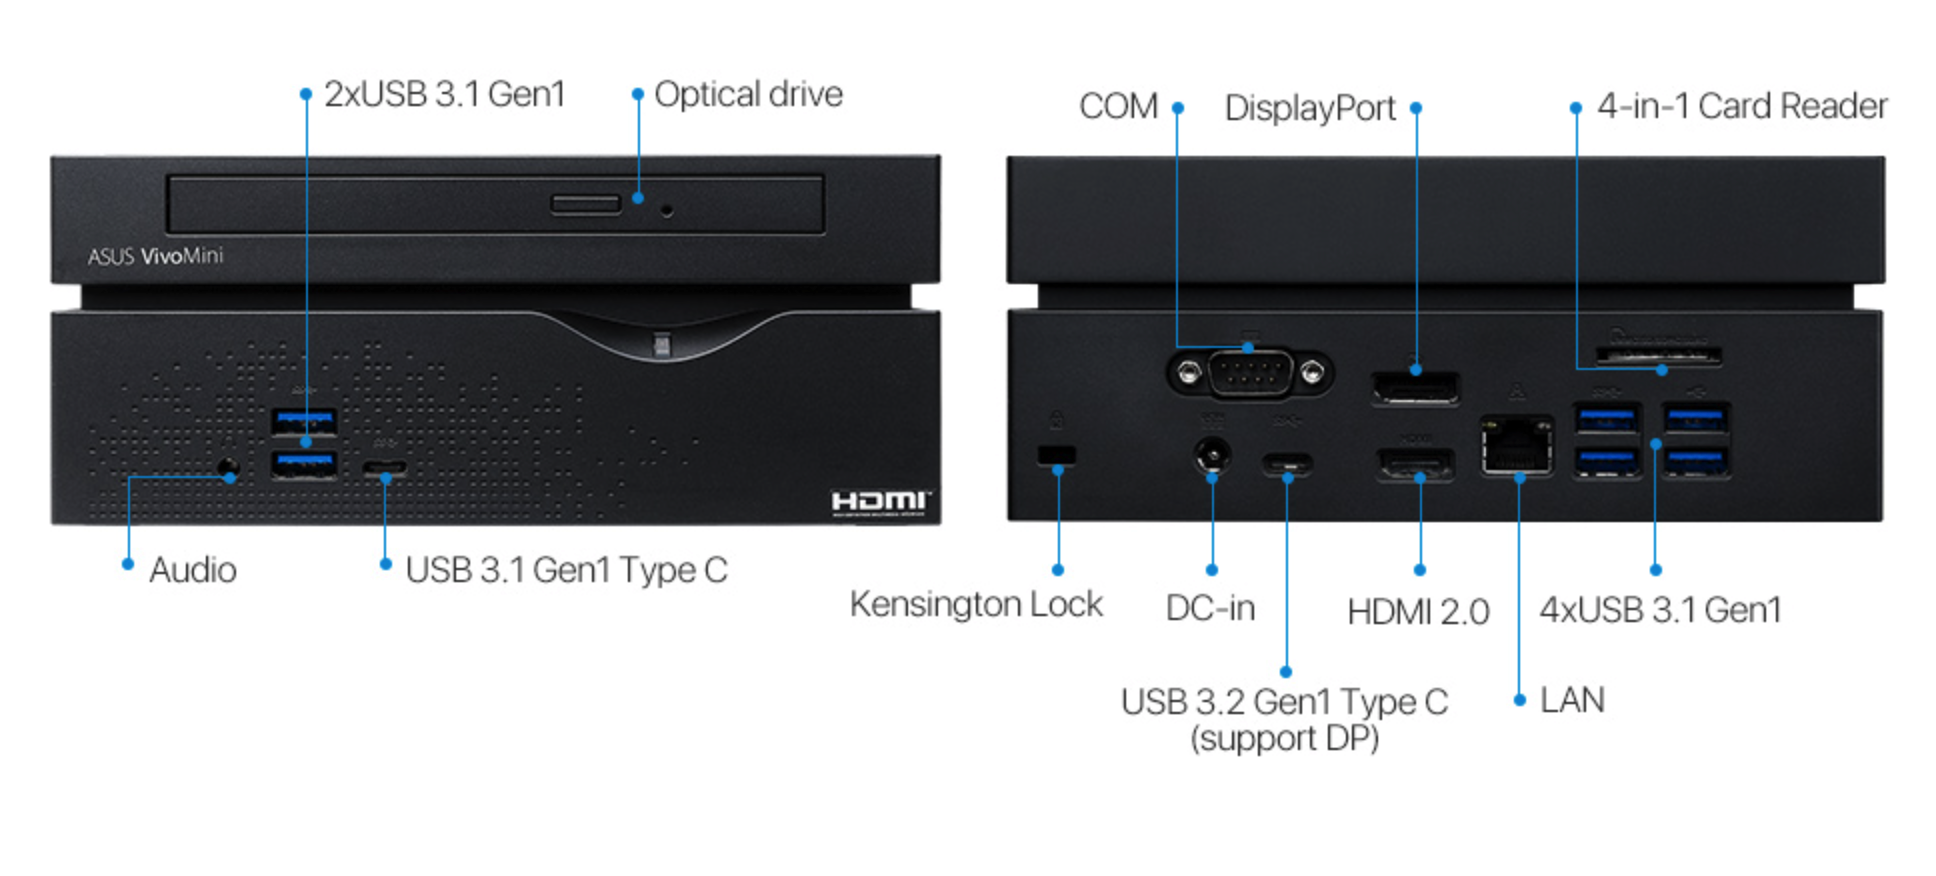 2xUSB 3.1 Gen1
Optical drive
ASUS VivoMini
HDMI
Audio
USB 3.1 Gen1 Type C
COM
DisplayPort
4-in-1 Card Reader
HDMI
Kensington Lock
DC-in
HDMI 2.0
4xUSB 3.1 Gen1
USB 3.2 Gen1 Type C
(support DP)
LAN